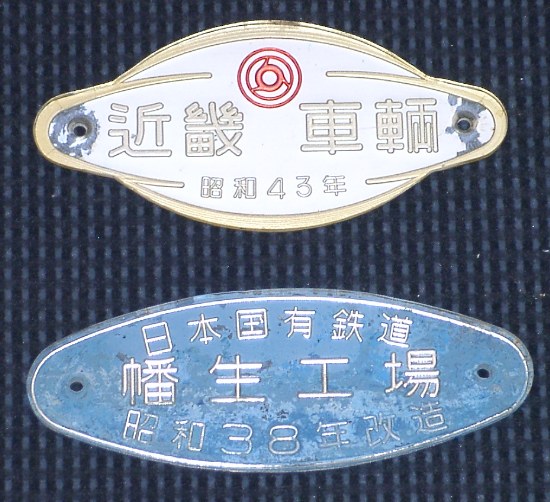 近畿車輌
昭和43年
日本国有鉄道
幡生工場
昭和38年改造